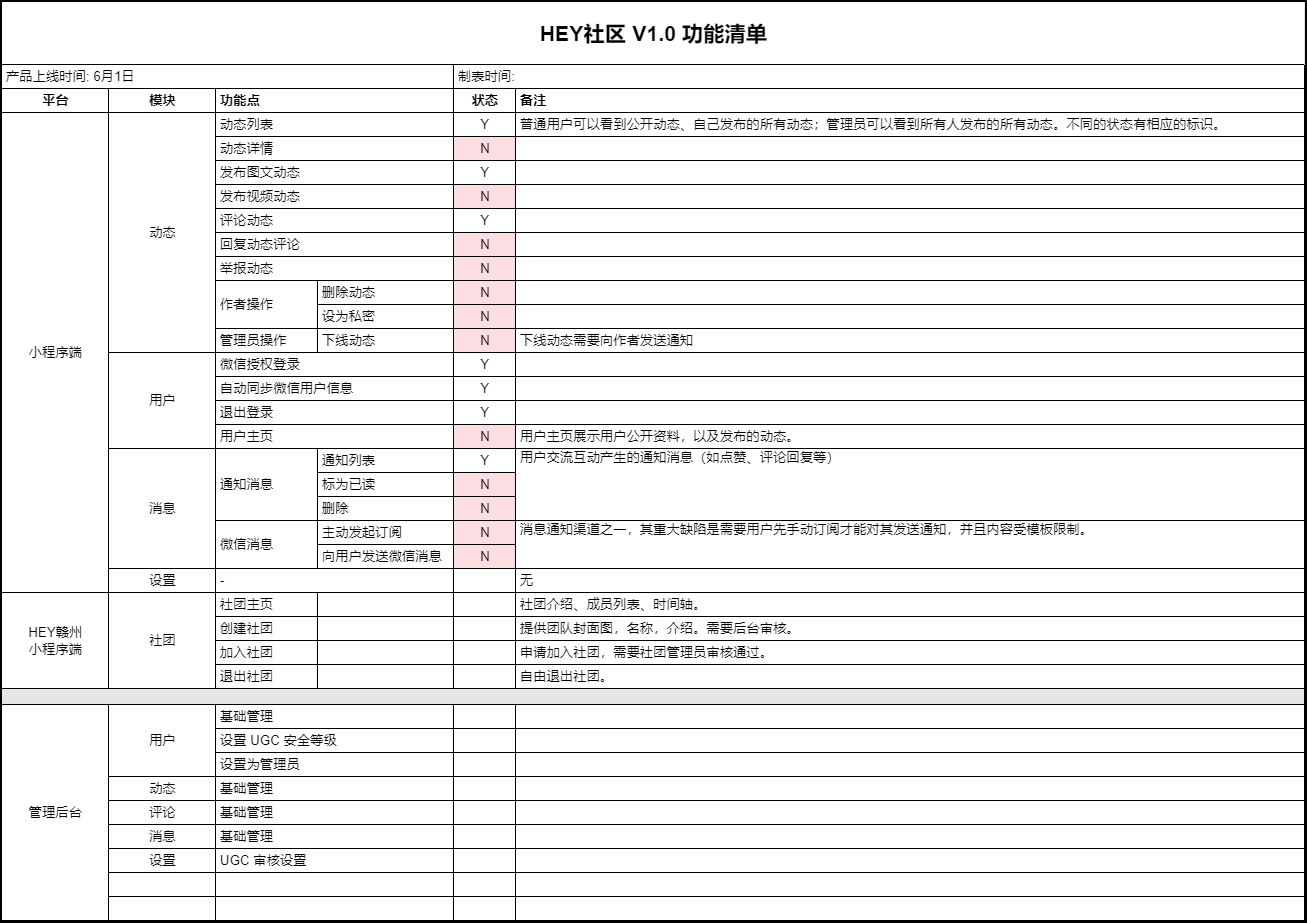 HEY社区 V1.0 功能清单
产品上线时间: 6月1日 制表时间:
平台 模块 功能点 状态 备注
小程序端 动态 动态列表 Y 普通用户可以看到公开动态、自己发布的所有动态；管理员可以看到所有人发布的所有动态。不同的状态有相应的标识。
动态详情 N
发布图文动态 Y
发布视频动态 N
评论动态 Y
回复动态评论 N
举报动态 N
作者操作 删除动态 N
设为私密 N
管理员操作 下线动态 N 下线动态需要向作者发送通知
用户 微信授权登录 Y
自动同步微信用户信息 Y
退出登录 Y
用户主页 N 用户主页展示用户公开资料，以及发布的动态。
消息 通知消息 通知列表 Y 用户交流互动产生的通知消息（如点赞、评论回复等）
标为已读 N
删除 N
微信消息 主动发起订阅 N 消息通知渠道之一，其重大缺陷是需要用户先手动订阅才能对其发送通知，并且内容受模板限制。
向用户发送微信消息 N
设置 - 无
HEY赣州
小程序端 社团 社团主页 社团介绍、成员列表、时间轴。
创建社团 提供团队封面图，名称，介绍。需要后台审核。
加入社团 申请加入社团，需要社团管理员审核通过。
退出社团 自由退出社团。
管理后台 用户 基础管理
设置 UGC 安全等级
设置为管理员
动态 基础管理
评论 基础管理
消息 基础管理
设置 UGC 审核设置